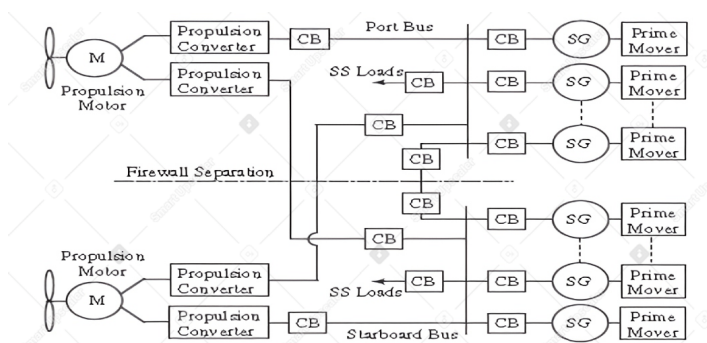 Propulsion
Converter
CB
Port Bus
CB
SG
Prime
Mover
M
Propulsion
Motor
Propulsion
Converter
SS Loads
CB
CB
SG
Prime
Mover
CB
CB
SG
Prime
Mover
CB
Firewall Separation
CB
CB
SG
Prime
Mover
CB
Propulsion
Motor
M
Propulsion
Converter
SS Loads
CB
CB
SG
Prime
Mover
Propulsion
Converter
CB
Starboard Bus
CB
SG
Prime
Mover